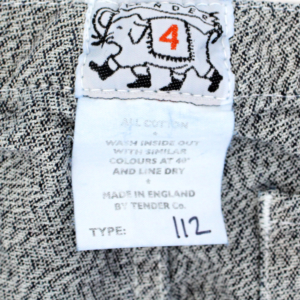 4
ALL COTTON
WASH INSIDE OUT
WITH SIMILAR
COLOURS AT 40°
AND LINE DRY
MADE IN ENGLAND
BY TENDER Co.
TYPE: 112